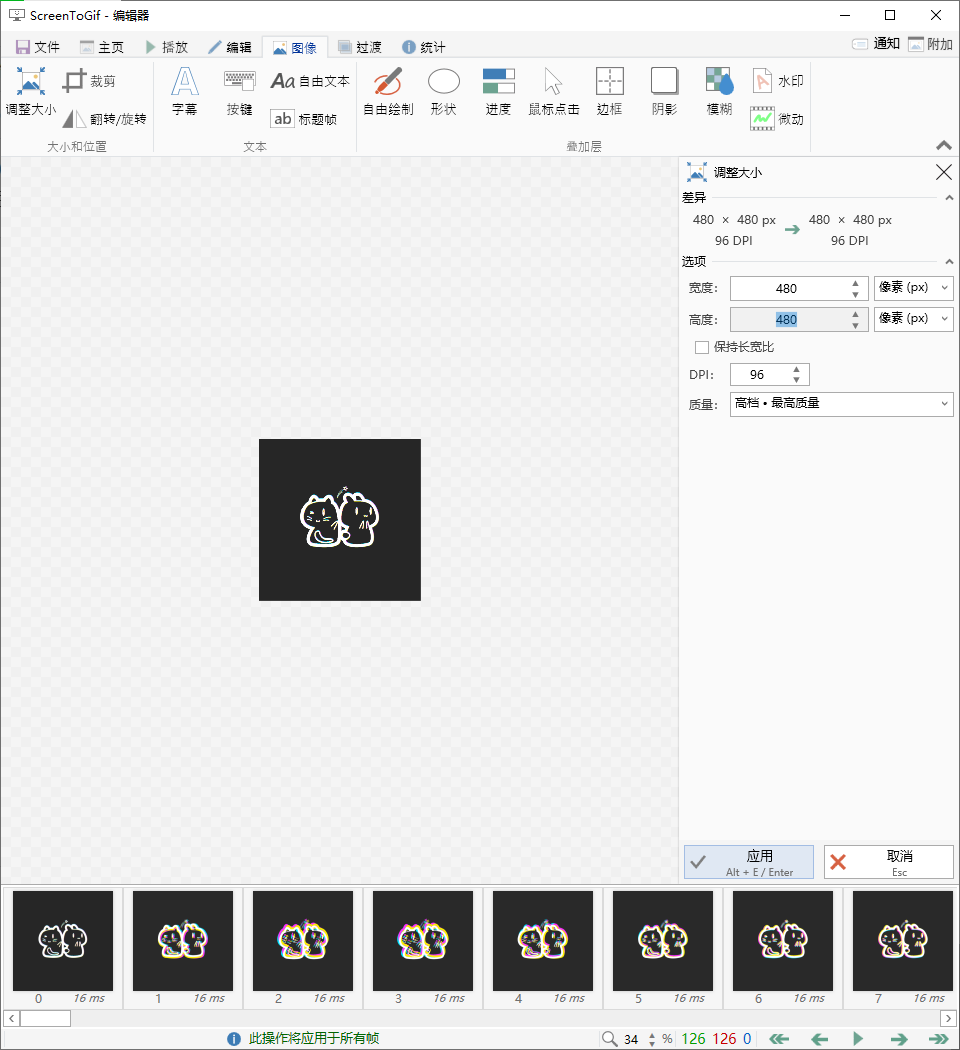 ScreenToGif - 编辑器
文件 主页 播放 编辑 图像 过渡 统计 通知 附加
调整大小 裁剪 翻转/旋转
大小和位置
字幕 按键 Aa 自由文本 ab 标题帧
文本
自由绘制 形状 进度 鼠标点击 边框 阴影 模糊 水印 微动
叠加层
调整大小
差异
480 × 480 px 480 × 480 px
96 DPI 96 DPI
选项
宽度: 480 像素 (px)
高度: 480 像素 (px)
保持长宽比
DPI: 96
质量: 高档 • 最高质量
应用 取消
Alt + E / Enter Esc
0 16 ms 1 16 ms 2 16 ms 3 16 ms 4 16 ms 5 16 ms 6 16 ms 7 16 ms
此操作将应用于所有帧 34 % 126 126 0